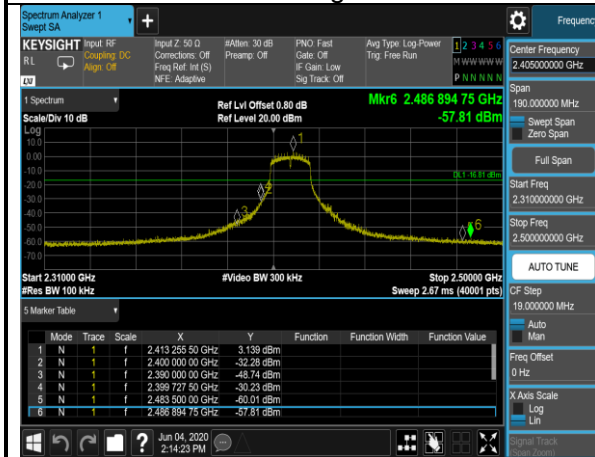 Spectrum Analyzer 1
Swept SA
+
Frequency
KEYSIGHT
RL
LXI
Input: RF
Coupling: DC
Align: Off
Input Z: 50 Ω
Corrections: Off
Freq Ref: Int (S)
NFE: Adaptive
#Atten: 30 dB
Preamp: Off
PNO: Fast
Gate: Off
IF Gain: Low
Sig Track: Off
Avg Type: Log-Power
Trig: Free Run
1 2 3 4 5 6
M W W W W W
P N N N N N
1 Spectrum
Scale/Div 10 dB
Ref Lvl Offset 0.80 dB
Ref Level 20.00 dBm
Mkr6 2.486 894 75 GHz
-57.81 dBm
Log
10.0
0.00
-10.0
-20.0
-30.0
-40.0
-50.0
-60.0
-70.0
1
2
3
6
DL1 -16.81 dBm
Start 2.31000 GHz
#Res BW 100 kHz
#Video BW 300 kHz
Stop 2.50000 GHz
Sweep 2.67 ms (40001 pts)
5 Marker Table
Mode Trace Scale X Y Function Function Width Function Value
1 N 1 f 2.413 255 50 GHz 3.139 dBm
2 N 1 f 2.400 000 00 GHz -32.28 dBm
3 N 1 f 2.390 000 00 GHz -48.74 dBm
4 N 1 f 2.399 727 50 GHz -30.23 dBm
5 N 1 f 2.483 500 00 GHz -60.01 dBm
6 N 1 f 2.486 894 75 GHz -57.81 dBm
?
Jun 04, 2020
2:14:23 PM
Center Frequency
2.405000000 GHz
Span
190.000000 MHz
Swept Span
Zero Span
Full Span
Start Freq
2.310000000 GHz
Stop Freq
2.500000000 GHz
AUTO TUNE
CF Step
19.000000 MHz
Auto
Man
Freq Offset
0 Hz
X Axis Scale
Log
Lin
Signal Track
(Span Zoom)